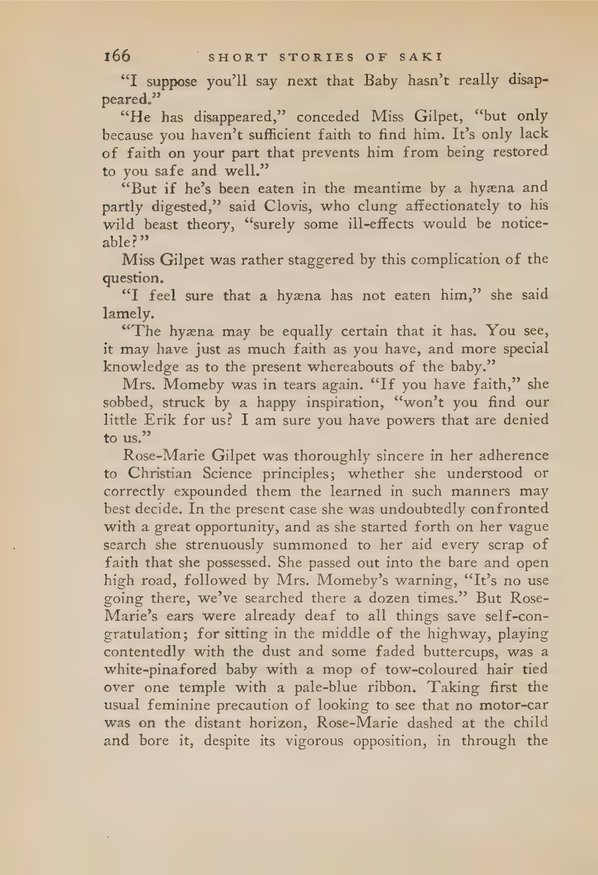 166 SHORT STORIES OF SAKI
“I suppose you’ll say next that Baby hasn’t really disap-
peared.”
“He has disappeared,” conceded Miss Gilpet, “but only
because you haven’t sufficient faith to find him. It’s only lack
of faith on your part that prevents him from being restored
to you safe and well.”
“But if he’s been eaten in the meantime by a hyæna and
partly digested,” said Clovis, who clung affectionately to his
wild beast theory, “surely some ill-effects would be notice-
able?”
Miss Gilpet was rather staggered by this complication of the
question.
“I feel sure that a hyæna has not eaten him,” she said
lamely.
“The hyæna may be equally certain that it has. You see,
it may have just as much faith as you have, and more special
knowledge as to the present whereabouts of the baby.”
Mrs. Momeby was in tears again. “If you have faith,” she
sobbed, struck by a happy inspiration, “won’t you find our
little Erik for us? I am sure you have powers that are denied
to us.”
Rose-Marie Gilpet was thoroughly sincere in her adherence
to Christian Science principles; whether she understood or
correctly expounded them the learned in such manners may
best decide. In the present case she was undoubtedly confronted
with a great opportunity, and as she started forth on her vague
search she strenuously summoned to her aid every scrap of
faith that she possessed. She passed out into the bare and open
high road, followed by Mrs. Momeby’s warning, “It’s no use
going there, we’ve searched there a dozen times.” But Rose-
Marie’s ears were already deaf to all things save self-con-
gratulation; for sitting in the middle of the highway, playing
contentedly with the dust and some faded buttercups, was a
white-pinafored baby with a mop of tow-coloured hair tied
over one temple with a pale-blue ribbon. Taking first the
usual feminine precaution of looking to see that no motor-car
was on the distant horizon, Rose-Marie dashed at the child
and bore it, despite its vigorous opposition, in through the